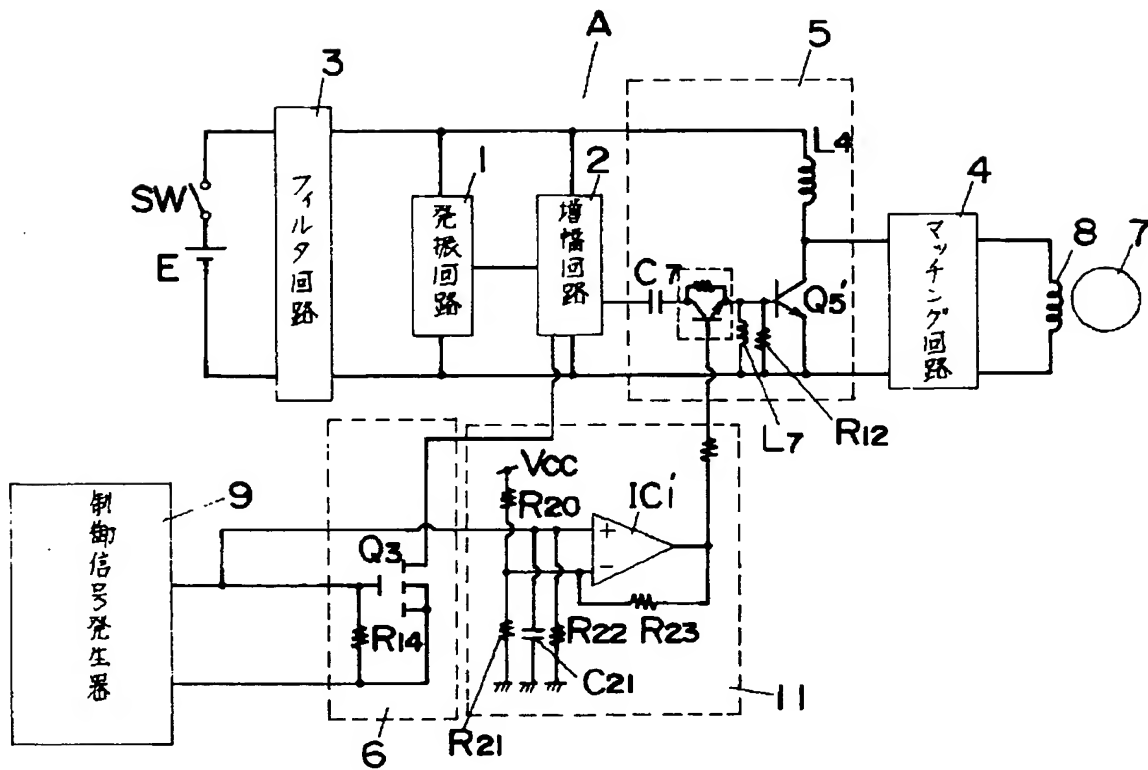 A
5
3
L4
1
2
4
SW
フィルタ回路
発振回路
増幅回路
マッチング回路
8
7
E
C7
Q5'
L7
R12
VCC
IC1'
9
R20
+
制御信号発生器
Q3
−
R14
R22
R23
C21
11
R21
6